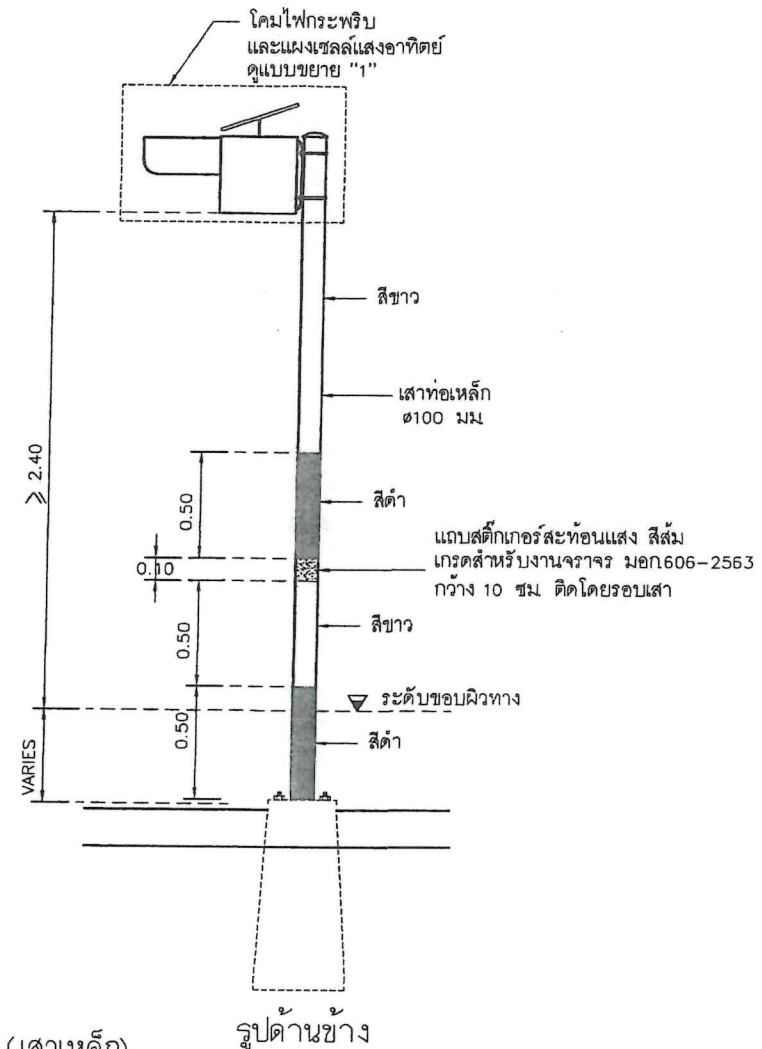 โคมไฟกระพริบ
และแผงเซลล์แสงอาทิตย์
ดูแบบขยาย "1"
สีขาว
เสาท่อเหล็ก
ø100 มม.
≥ 2.40
0.50
สีดำ
แถบสติ๊กเกอร์สะท้อนแสง สีส้ม
เกรดสำหรับงานจราจร มอก.606-2563
กว้าง 10 ซม. ติดโดยรอบเสา
0.10
0.50
สีขาว
ระดับขอบผิวทาง
0.50
สีดำ
VARIES
รูปด้านข้าง
(เสาเหล็ก)